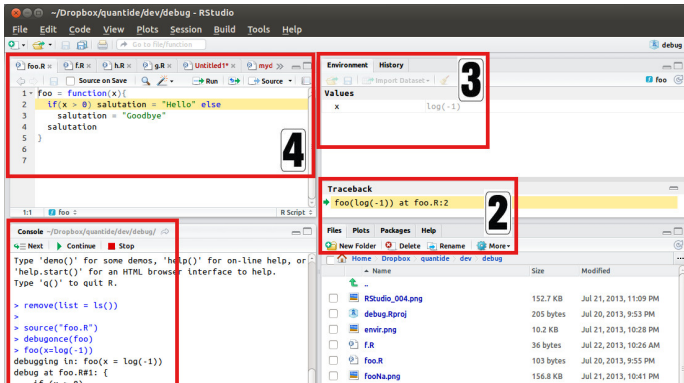 ~/Dropbox/quantide/dev/debug - RStudio
File Edit Code View Plots Session Build Tools Help
Go to file/function
debug
foo.R × f.R × h.R × g.R × Untitled1* × myd
Source on Save Run Source
1 foo = function(x){
2 if(x > 0) salutation = "Hello" else
3 salutation = "Goodbye"
4 salutation
5 }
6
7
4
1:1 foo R Script
Environment History
Import Dataset
foo
Values
x log(-1)
3
Traceback
foo(log(-1)) at foo.R:2
2
Console ~/Dropbox/quantide/dev/debug/
Next Continue Stop
Type 'demo()' for some demos, 'help()' for on-line help, or
'help.start()' for an HTML browser interface to help.
Type 'q()' to quit R.
> remove(list = ls())
>
> source("foo.R")
> debugonce(foo)
> foo(x=log(-1))
debugging in: foo(x = log(-1))
debug at foo.R#1: {
Files Plots Packages Help
New Folder Delete Rename More
Home Dropbox quantide dev debug
Name Size Modified
..
RStudio_004.png 152.7 KB Jul 21, 2013, 11:09 PM
debug.Rproj 205 bytes Jul 20, 2013, 9:53 PM
envir.png 10.2 KB Jul 21, 2013, 10:28 PM
f.R 36 bytes Jul 22, 2013, 10:26 AM
foo.R 103 bytes Jul 20, 2013, 9:55 PM
fooNa.png 156.8 KB Jul 21, 2013, 10:41 PM